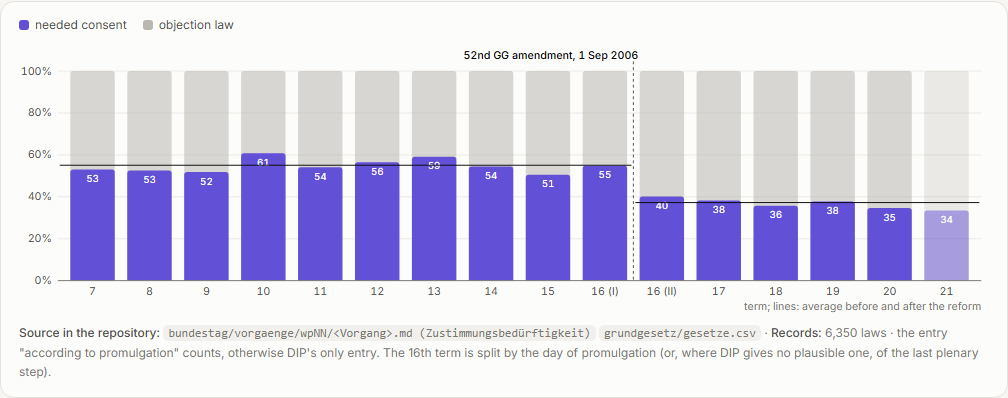 needed consent objection law
52nd GG amendment, 1 Sep 2006
100%
80%
60%
40%
20%
0%
53 53 52 61 54 56 59 54 51 55 40 38 36 38 35 34
7 8 9 10 11 12 13 14 15 16 (I) 16 (II) 17 18 19 20 21
term; lines: average before and after the reform
Source in the repository: bundestag/vorgaenge/wpNN/<Vorgang>.md (Zustimmungsbedürftigkeit) grundgesetz/gesetze.csv · Records: 6,350 laws · the entry
"according to promulgation" counts, otherwise DIP's only entry. The 16th term is split by the day of promulgation (or, where DIP gives no plausible one, of the last plenary
step).